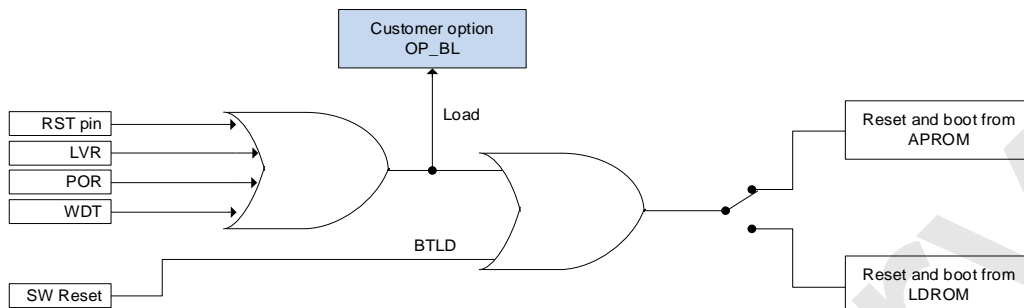 Customer option
OP_BL
Load
RST pin
LVR
POR
WDT
BTLD
SW Reset
Reset and boot from
APROM
Reset and boot from
LDROM